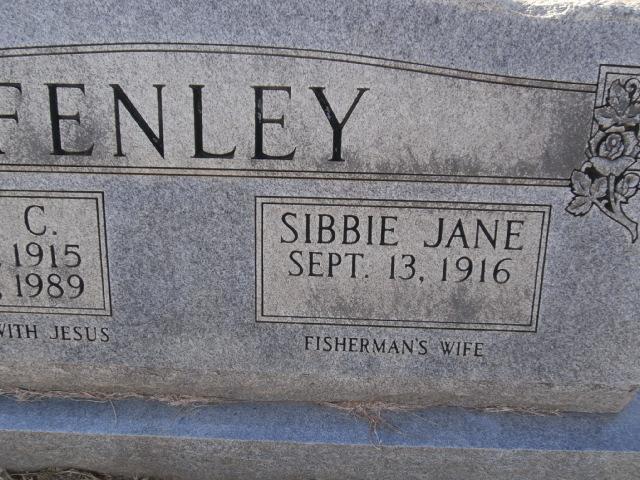 FENLEY
C.
1915
, 1989
WITH JESUS
SIBBIE JANE
SEPT. 13, 1916
FISHERMAN'S WIFE